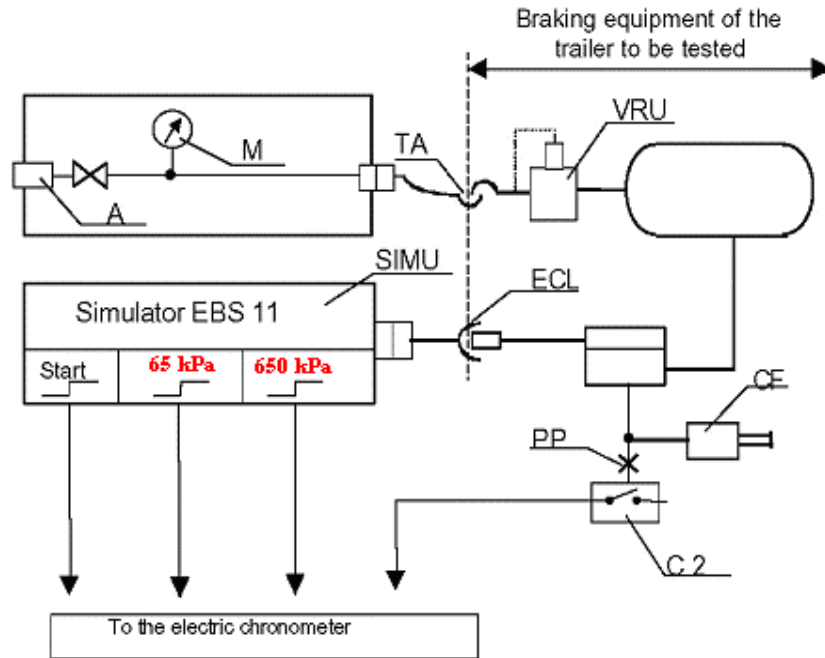 Braking equipment of the
trailer to be tested
VRU
TA
M
A
SIMU
ECL
Simulator EBS 11
Start
65 kPa
650 kPa
CF
PP
C 2
To the electric chronometer